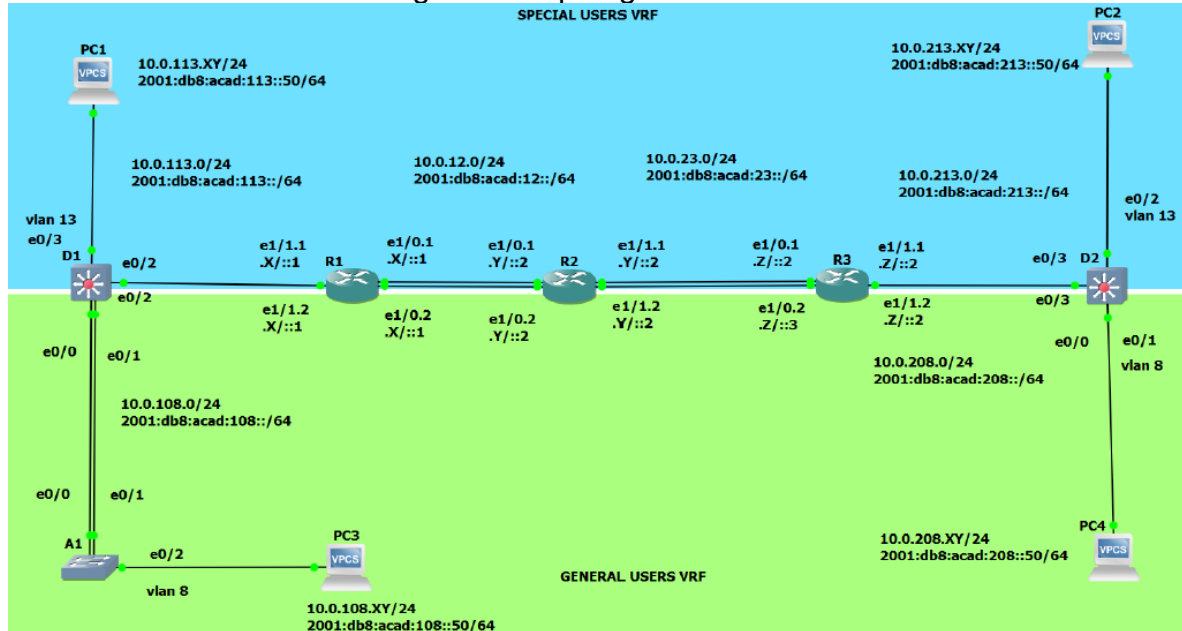 SPECIAL USERS VRF
PC1
VPCS
10.0.113.XY/24
2001:db8:acad:113::50/64
PC2
VPCS
10.0.213.XY/24
2001:db8:acad:213::50/64
10.0.113.0/24
2001:db8:acad:113::/64
10.0.12.0/24
2001:db8:acad:12::/64
10.0.23.0/24
2001:db8:acad:23::/64
10.0.213.0/24
2001:db8:acad:213::/64
vlan 13
e0/3
D1
e0/2
e0/2
e1/1.1
.X/::1
R1
e1/0.1
.X/::1
e1/0.1
.Y/::2
R2
e1/1.1
.Y/::2
e1/0.1
.Z/::2
R3
e1/1.1
.Z/::2
e0/3
D2
e0/2
vlan 13
e1/1.2
.X/::1
e1/0.2
.X/::1
e1/0.2
.Y/::2
e1/1.2
.Y/::2
e1/0.2
.Z/::3
e1/1.2
.Z/::2
e0/3
e0/0
e0/1
e0/0
e0/1
vlan 8
10.0.208.0/24
2001:db8:acad:208::/64
10.0.108.0/24
2001:db8:acad:108::/64
e0/0
e0/1
A1
e0/2
vlan 8
PC3
VPCS
10.0.108.XY/24
2001:db8:acad:108::50/64
GENERAL USERS VRF
PC4
VPCS
10.0.208.XY/24
2001:db8:acad:208::50/64